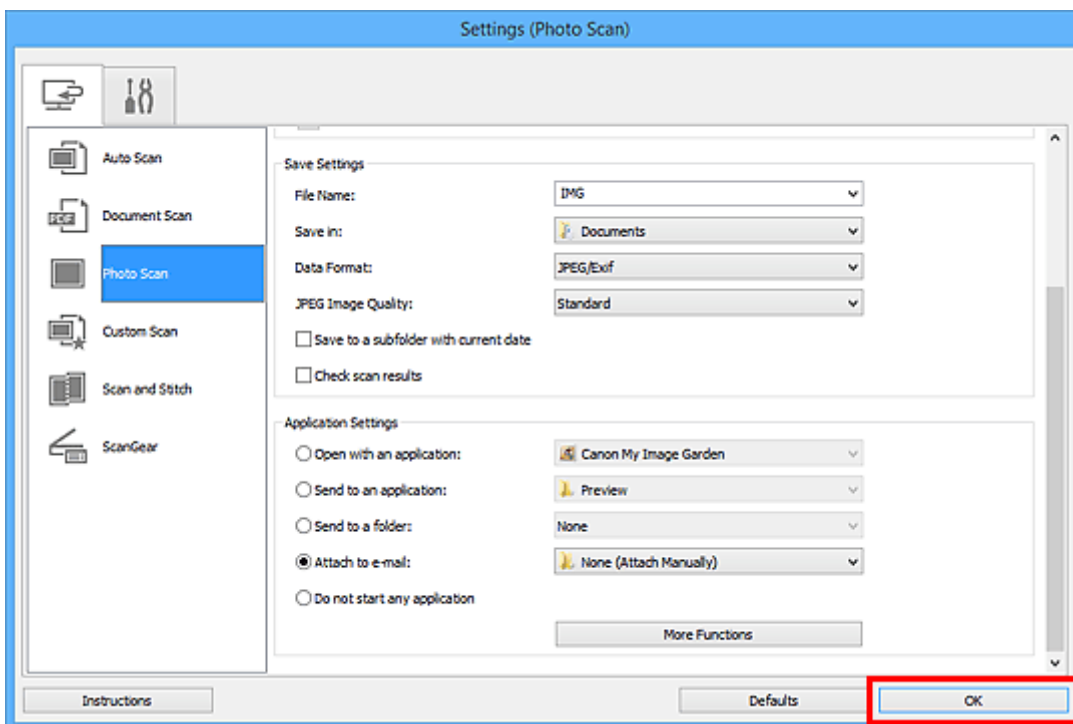 Settings (Photo Scan)
Auto Scan
PDF
Document Scan
Photo Scan
Custom Scan
Scan and Stitch
ScanGear
Save Settings
File Name: IMG
Save in: Documents
Data Format: JPEG/Exif
JPEG Image Quality: Standard
Save to a subfolder with current date
Check scan results
Application Settings
Open with an application: Canon My Image Garden
Send to an application: Preview
Send to a folder: None
Attach to e-mail: None (Attach Manually)
Do not start any application
More Functions
Instructions Defaults OK